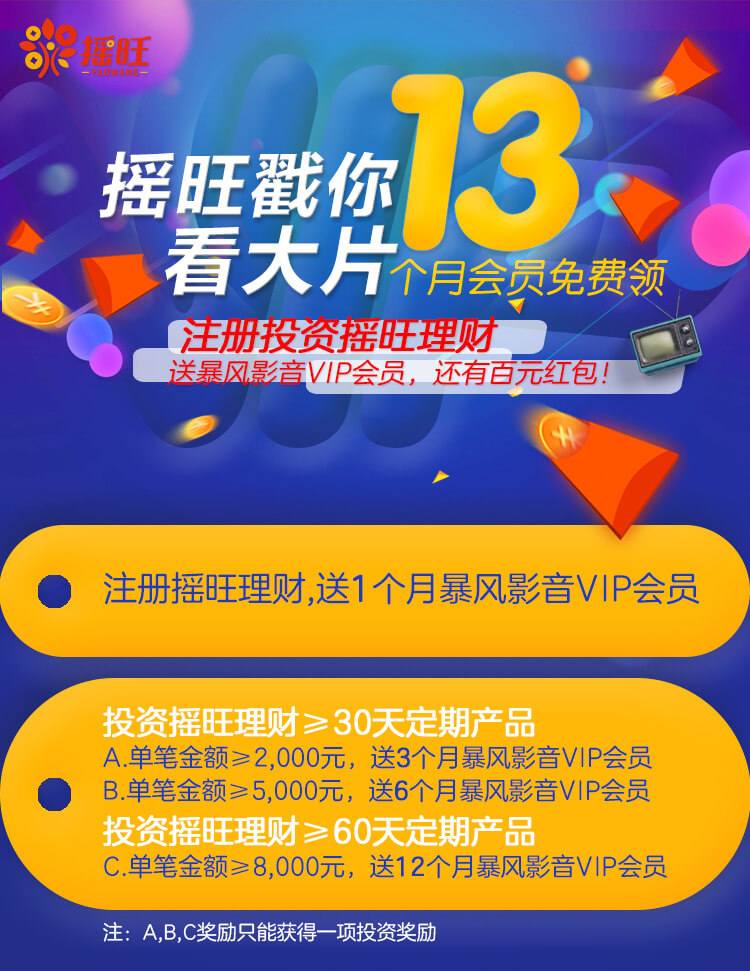 摇旺
YAOWANG
摇旺戳你
看大片
13
个月会员免费领
注册投资摇旺理财
送暴风影音VIP会员，还有百元红包！
注册摇旺理财,送1个月暴风影音VIP会员
投资摇旺理财≥30天定期产品
A.单笔金额≥2,000元，送3个月暴风影音VIP会员
B.单笔金额≥5,000元，送6个月暴风影音VIP会员
投资摇旺理财≥60天定期产品
C.单笔金额≥8,000元，送12个月暴风影音VIP会员
注：A,B,C奖励只能获得一项投资奖励